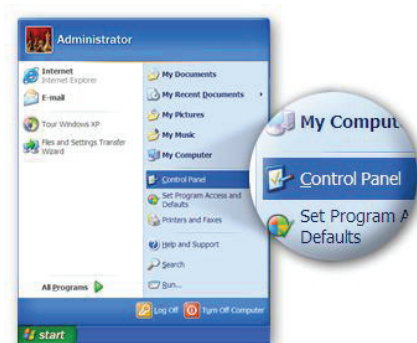 Administrator
Internet
Internet Explorer
E-mail
Tour Windows XP
Files and Settings Transfer
Wizard
All Programs
My Documents
My Recent Documents
My Pictures
My Music
My Computer
Control Panel
Set Program Access and
Defaults
Printers and Faxes
Help and Support
Search
Run...
Log Off
Turn Off Computer
start
My Comput
Control Panel
Set Program A
Defaults